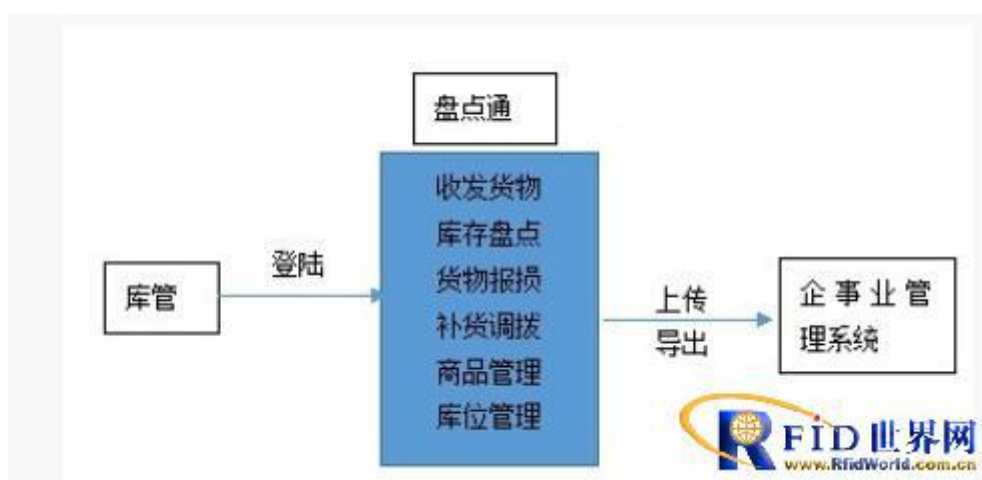 盘点通
收发货物
库存盘点
货物报损
补货调拨
商品管理
库位管理
库管
登陆
上传
导出
企事业管
理系统
RFID世界网
www.RfidWorld.com.cn